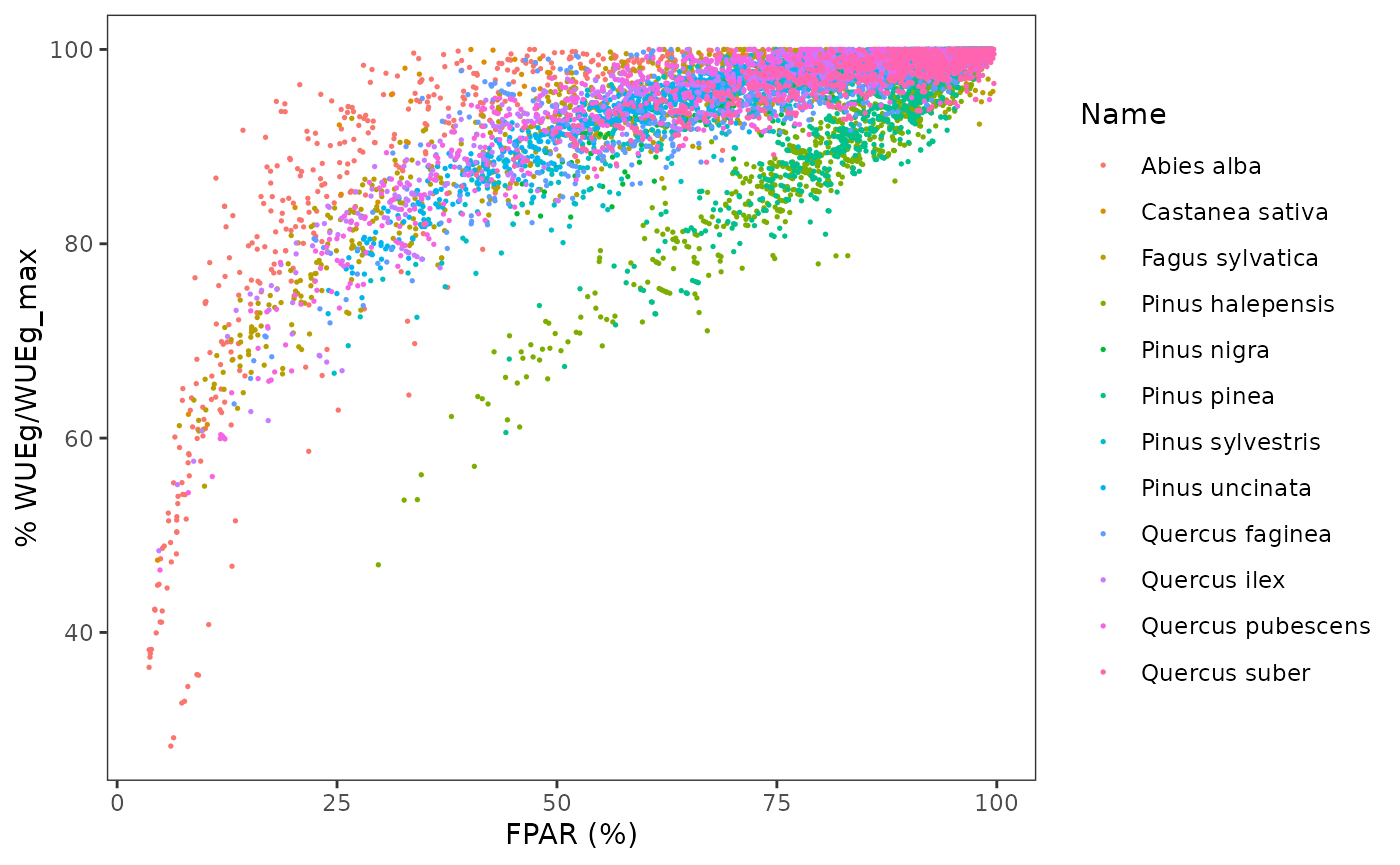 % WUEg/WUEg_max
100
80
60
40
0
25
50
75
100
FPAR (%)
Name
Abies alba
Castanea sativa
Fagus sylvatica
Pinus halepensis
Pinus nigra
Pinus pinea
Pinus sylvestris
Pinus uncinata
Quercus faginea
Quercus ilex
Quercus pubescens
Quercus suber